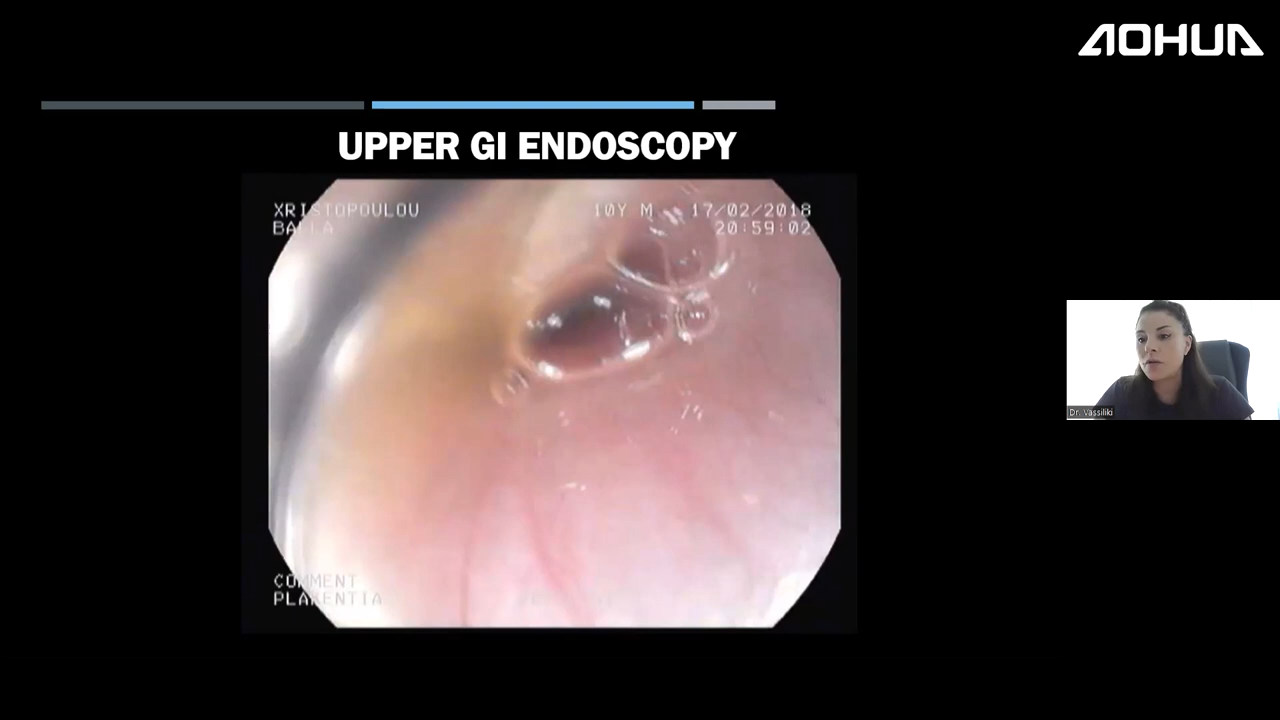 AOHUA
UPPER GI ENDOSCOPY
XRISTOPOULOU 10Y M 17/02/2018
BALLA 20:59:02
Dr. Vassiliki
COMMENT
PLAKENTIA